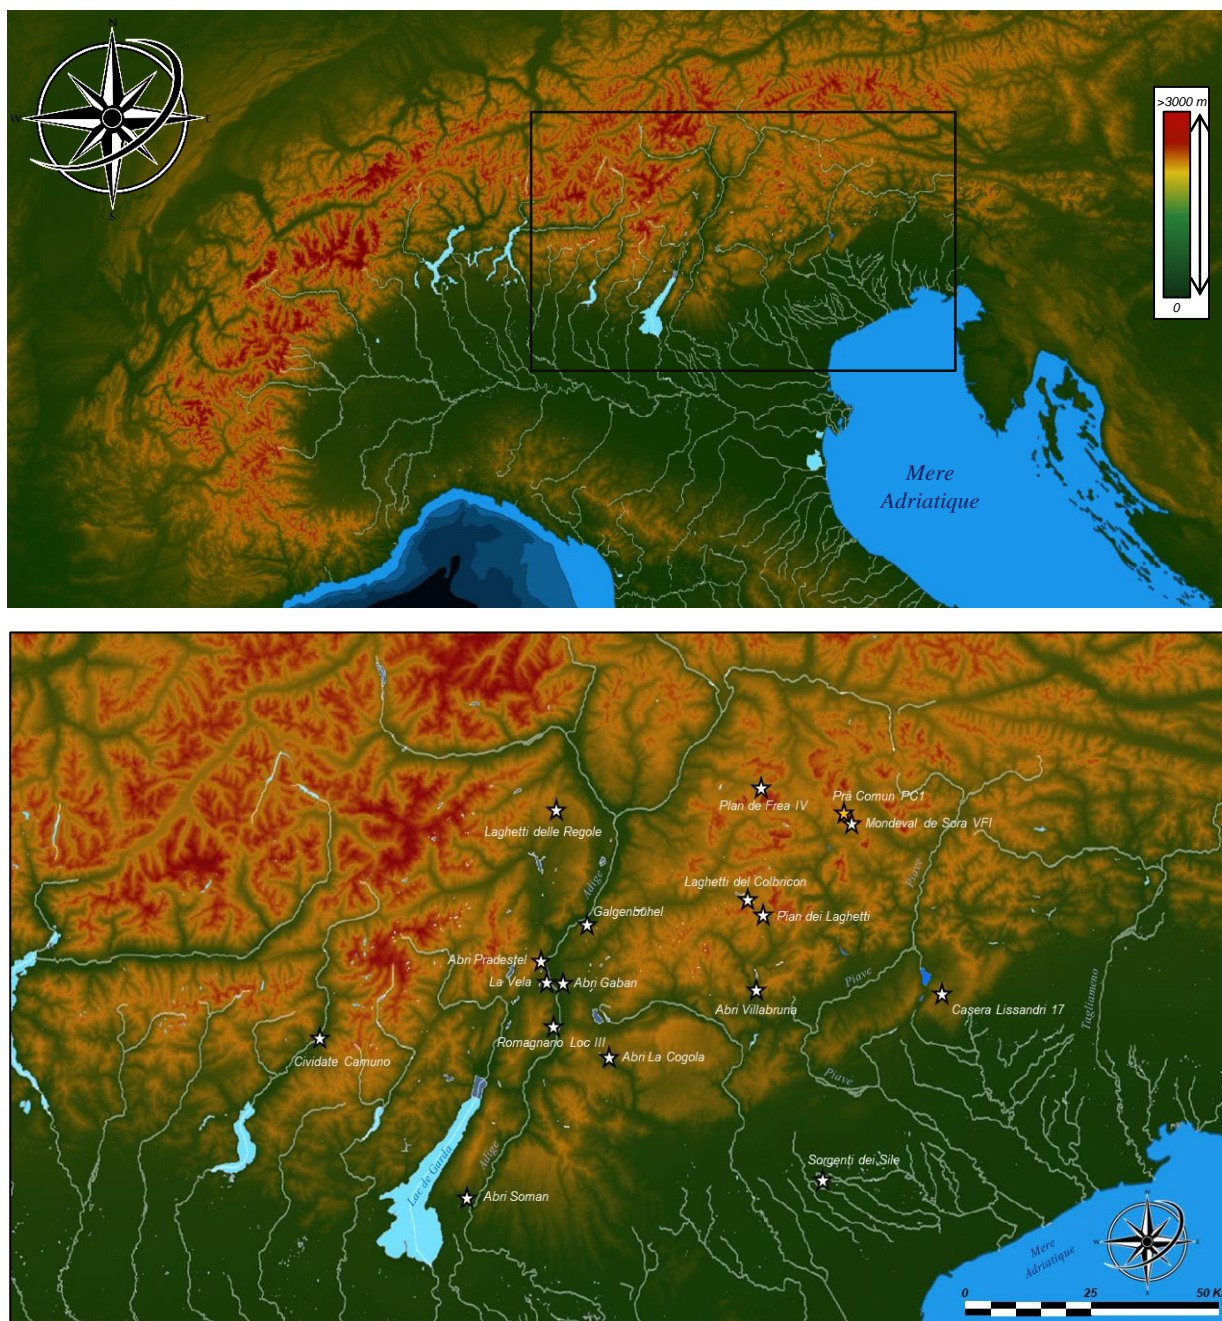 N
W
E
S
>3000 m
0
Mere
Adriatique
Plan de Frea IV
Prà Comun PC1
Mondeval de Sora VFI
Laghetti delle Regole
Adige
Piave
Laghetti del Colbricon
Galgenbühel
Pian dei Laghetti
Abri Pradestel
La Vela
Abri Gaban
Piave
Abri Villabruna
Casera Lissandri 17
Tagliameno
Romagnano Loc III
Cividate Camuno
Abri La Cogola
Piave
Adige
Lac de Garda
Sorgenti dei Sile
Abri Soman
N
W
E
S
Mere
Adriatique
0 25 50 K